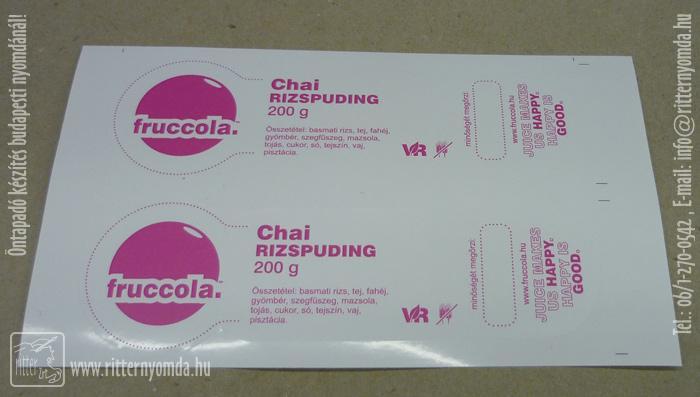 Öntapadó készítés budapesti nyomdánál!
fruccola.
Chai
RIZSPUDING
200 g
Összetétel: basmati rizs, tej, fahéj,
gyömbér, szegfűszeg, mazsola,
tojás, cukor, só, tejszín, vaj,
pisztácia.
minőségét megőrzi:
www.fruccola.hu
JUICE MAKES
US HAPPY.
HAPPY IS
GOOD.
fruccola.
Chai
RIZSPUDING
200 g
Összetétel: basmati rizs, tej, fahéj,
gyömbér, szegfűszeg, mazsola,
tojás, cukor, só, tejszín, vaj,
pisztácia.
minőségét megőrzi:
www.fruccola.hu
JUICE MAKES
US HAPPY.
HAPPY IS
GOOD.
Tel.: 06/1-270-0542. E-mail: info@ritternyomda.hu
www.ritternyomda.hu